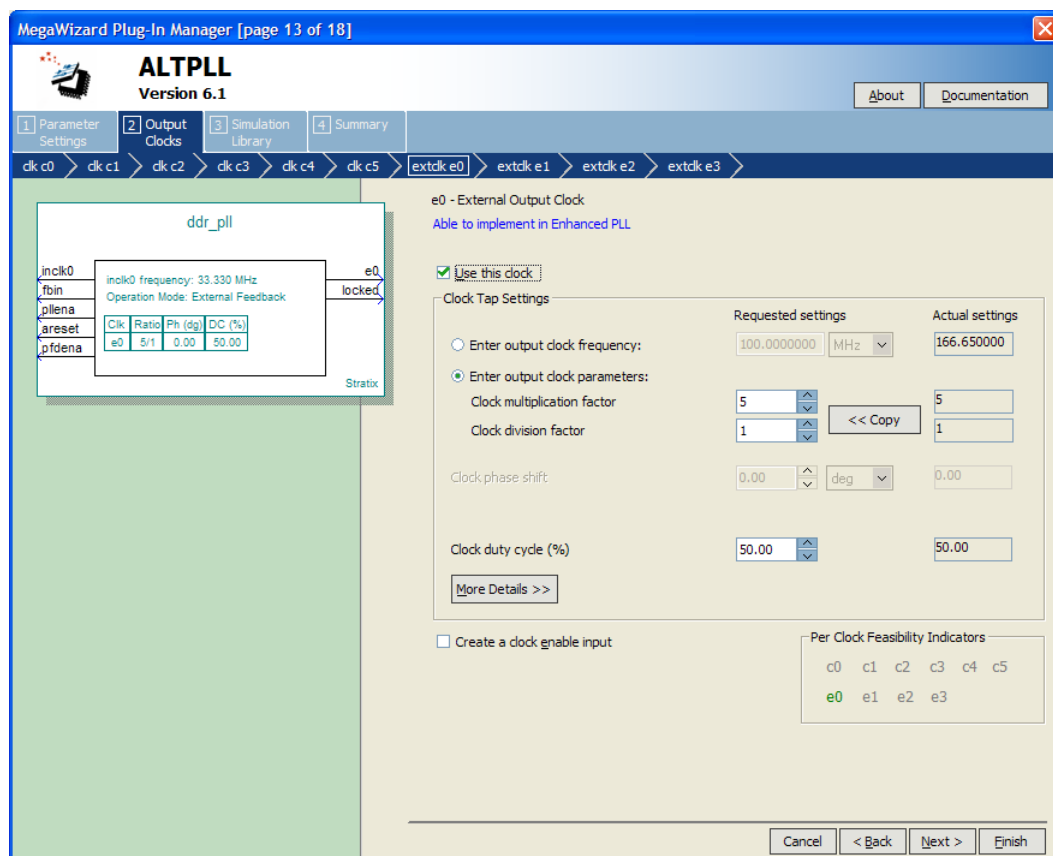 MegaWizard Plug-In Manager [page 13 of 18]
ALTPLL
Version 6.1
About
Documentation
1 Parameter Settings
2 Output Clocks
3 Simulation Library
4 Summary
clk c0
clk c1
clk c2
clk c3
clk c4
clk c5
extclk e0
extclk e1
extclk e2
extclk e3
ddr_pll
inclk0
fbin
pllena
areset
pfdena
inclk0 frequency: 33.330 MHz
Operation Mode: External Feedback
Clk Ratio Ph (dg) DC (%)
e0 5/1 0.00 50.00
e0
locked
Stratix
e0 - External Output Clock
Able to implement in Enhanced PLL
Use this clock
Clock Tap Settings
Requested settings
Actual settings
Enter output clock frequency:
100.0000000
MHz
166.650000
Enter output clock parameters:
Clock multiplication factor
5
<< Copy
5
Clock division factor
1
1
Clock phase shift
0.00
deg
0.00
Clock duty cycle (%)
50.00
50.00
More Details >>
Create a clock enable input
Per Clock Feasibility Indicators
c0 c1 c2 c3 c4 c5
e0 e1 e2 e3
Cancel
< Back
Next >
Finish